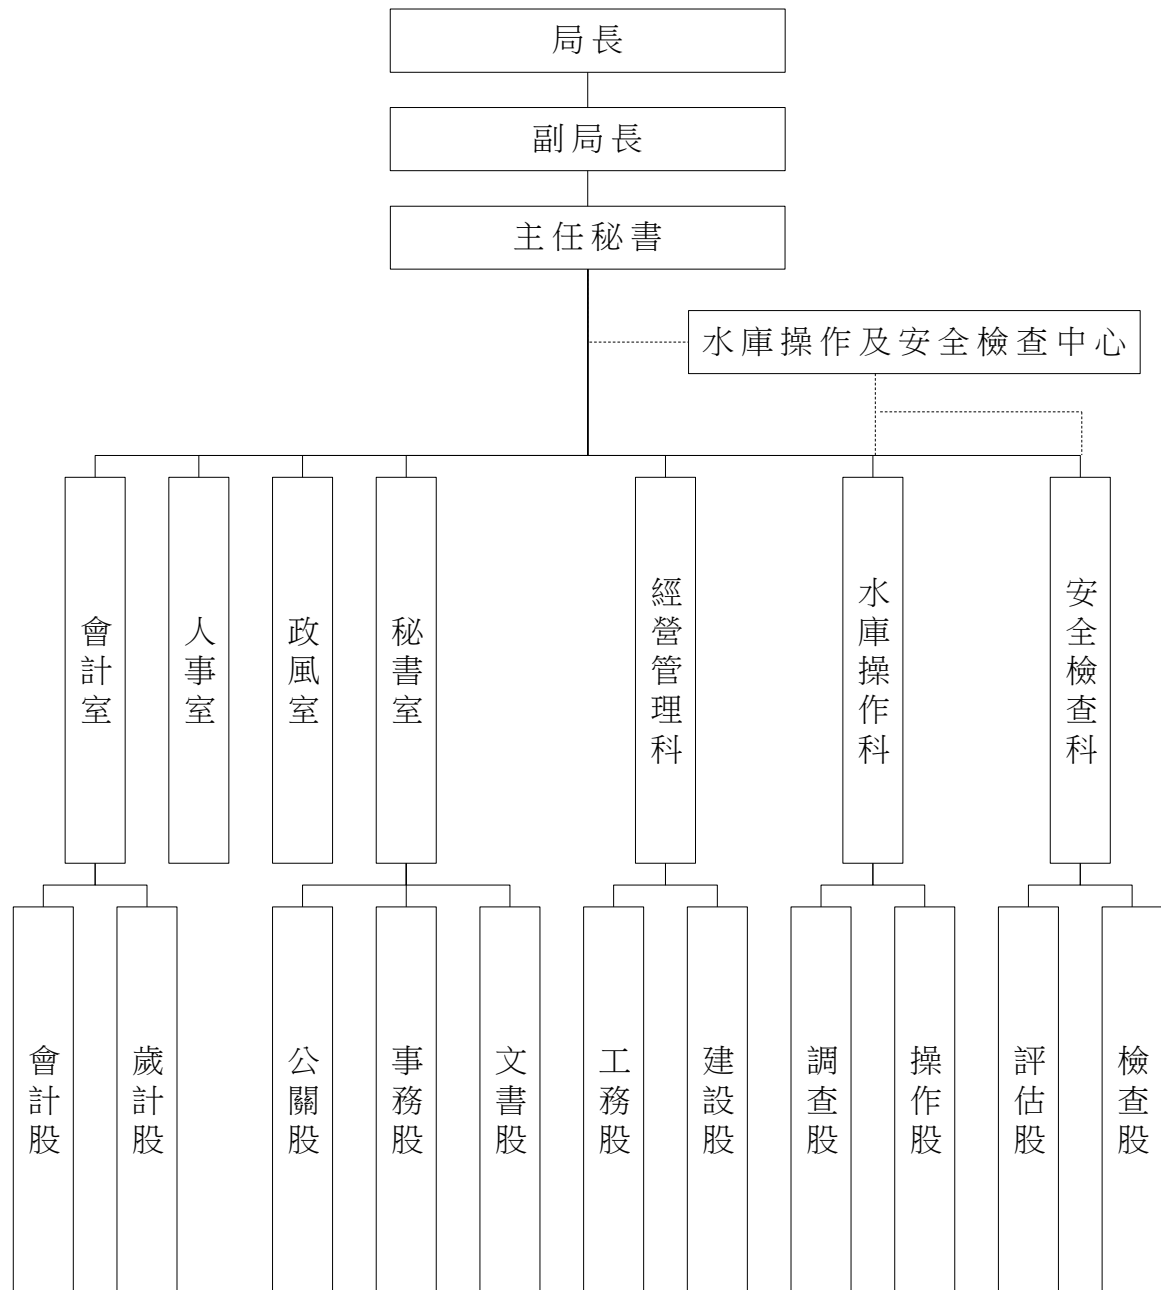 局長
副局長
主任秘書
水庫操作及安全檢查中心
會計室
人事室
政風室
秘書室
經營管理科
水庫操作科
安全檢查科
會計股
歲計股
公關股
事務股
文書股
工務股
建設股
調查股
操作股
評估股
檢查股